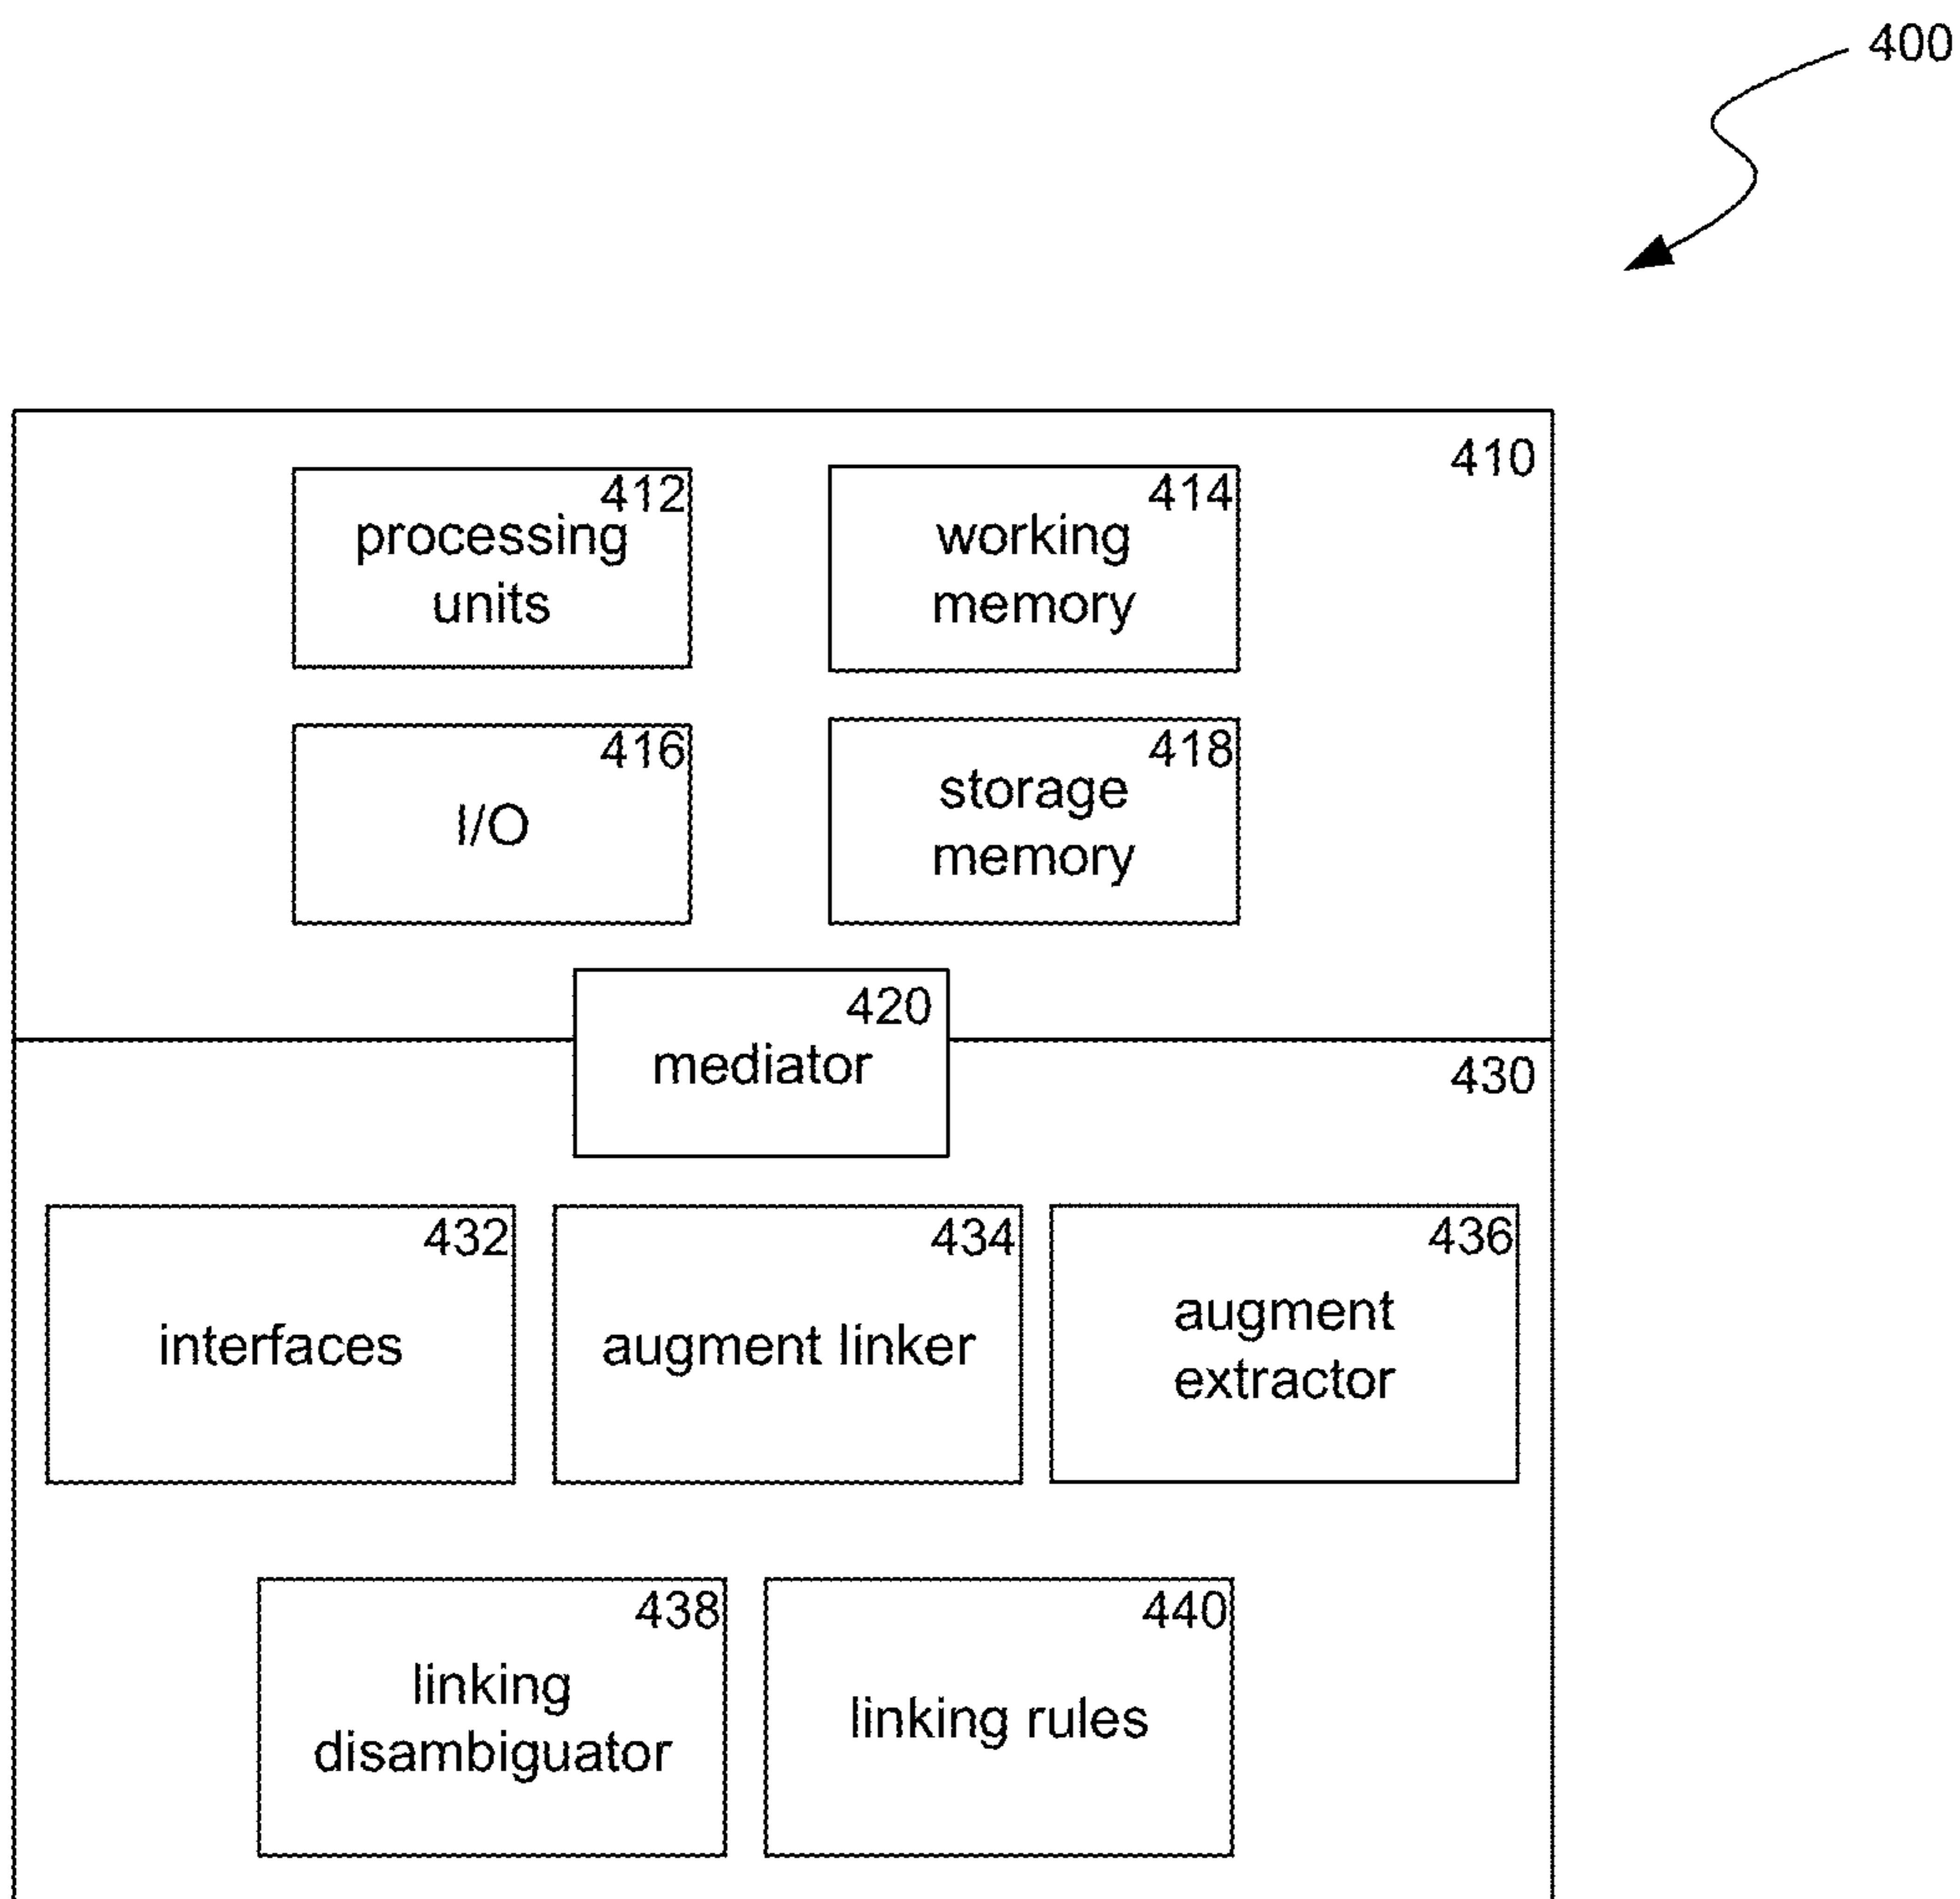 400
410
412
processing
units
414
working
memory
416
I/O
418
storage
memory
420
mediator
430
432
interfaces
434
augment linker
436
augment
extractor
438
linking
disambiguator
440
linking rules